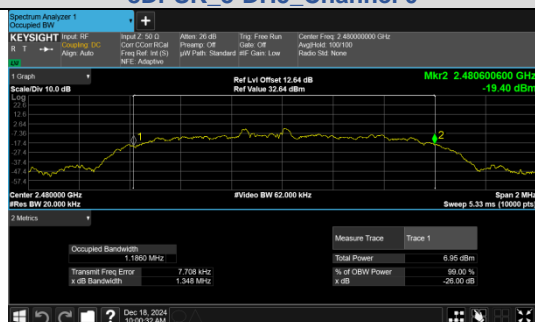 Spectrum Analyzer 1
Occupied BW
+
KEYSIGHT Input: RF Input Z: 50 Ω Atten: 26 dB Trig: Free Run Center Freq: 2.480000000 GHz
R T Coupling: DC Corr CCorr RCal Preamp: Off Gate: Off Avg|Hold: 100/100
Align: Auto Freq Ref: Int (S) µW Path: Standard #IF Gain: Low Radio Std: None
NFE: Adaptive
1 Graph
Ref Lvl Offset 12.64 dB Mkr2 2.480600600 GHz
Scale/Div 10.0 dB Ref Value 32.64 dBm -19.40 dBm
Log
22.6
12.6
2.64
-7.36
-17.4
-27.4
-37.4
-47.4
-57.4
1
2
Center 2.480000 GHz #Video BW 62.000 kHz Span 2 MHz
#Res BW 20.000 kHz Sweep 5.33 ms (10000 pts)
2 Metrics
Measure Trace Trace 1
Occupied Bandwidth
1.1860 MHz Total Power 6.95 dBm
Transmit Freq Error 7.708 kHz % of OBW Power 99.00 %
x dB Bandwidth 1.348 MHz x dB -26.00 dB
Dec 18, 2024
10:00:32 AM